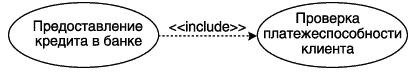 Предоставление
кредита в банке
<<include>>
Проверка
платежеспособности
клиента